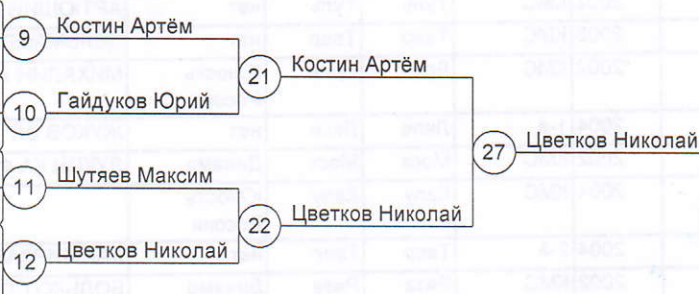 9 Костин Артём
21 Костин Артём
10 Гайдуков Юрий
27 Цветков Николай
11 Шутяев Максим
22 Цветков Николай
12 Цветков Николай